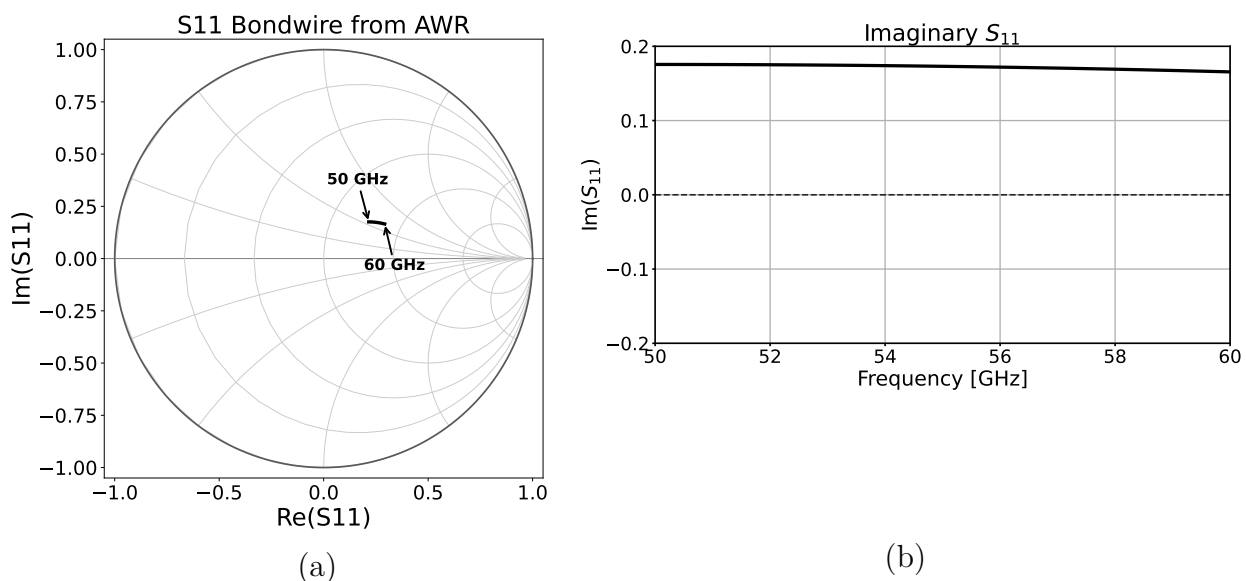 S11 Bondwire from AWR
1.00
0.75
0.50
0.25
0.00
−0.25
−0.50
−0.75
−1.00
Im(S11)
50 GHz
60 GHz
−1.0 −0.5 0.0 0.5 1.0
Re(S11)
(a)
Imaginary S₁₁
0.2
0.1
0.0
−0.1
−0.2
Im(S₁₁)
50 52 54 56 58 60
Frequency [GHz]
(b)